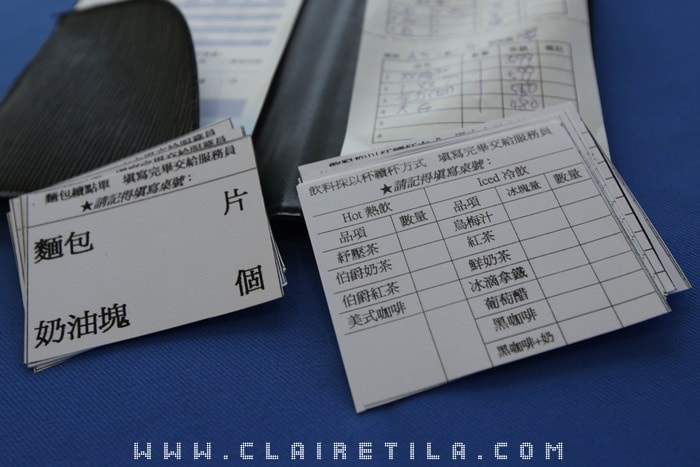 麵包續點單 填寫完畢交給服務員
★請記得填寫桌號：
麵包 片
奶油塊 個
飲料採以杯續杯方式 填寫完畢交給服務員
★請記得填寫桌號：
Hot 熱飲 Iced 冷飲
品項 數量 品項 冰塊量 數量
紓壓茶 烏梅汁
伯爵奶茶 紅茶
伯爵紅茶 鮮奶茶
美式咖啡 冰滴拿鐵
葡萄醋
黑咖啡
黑咖啡+奶
WWW.CLAIRETILA.COM